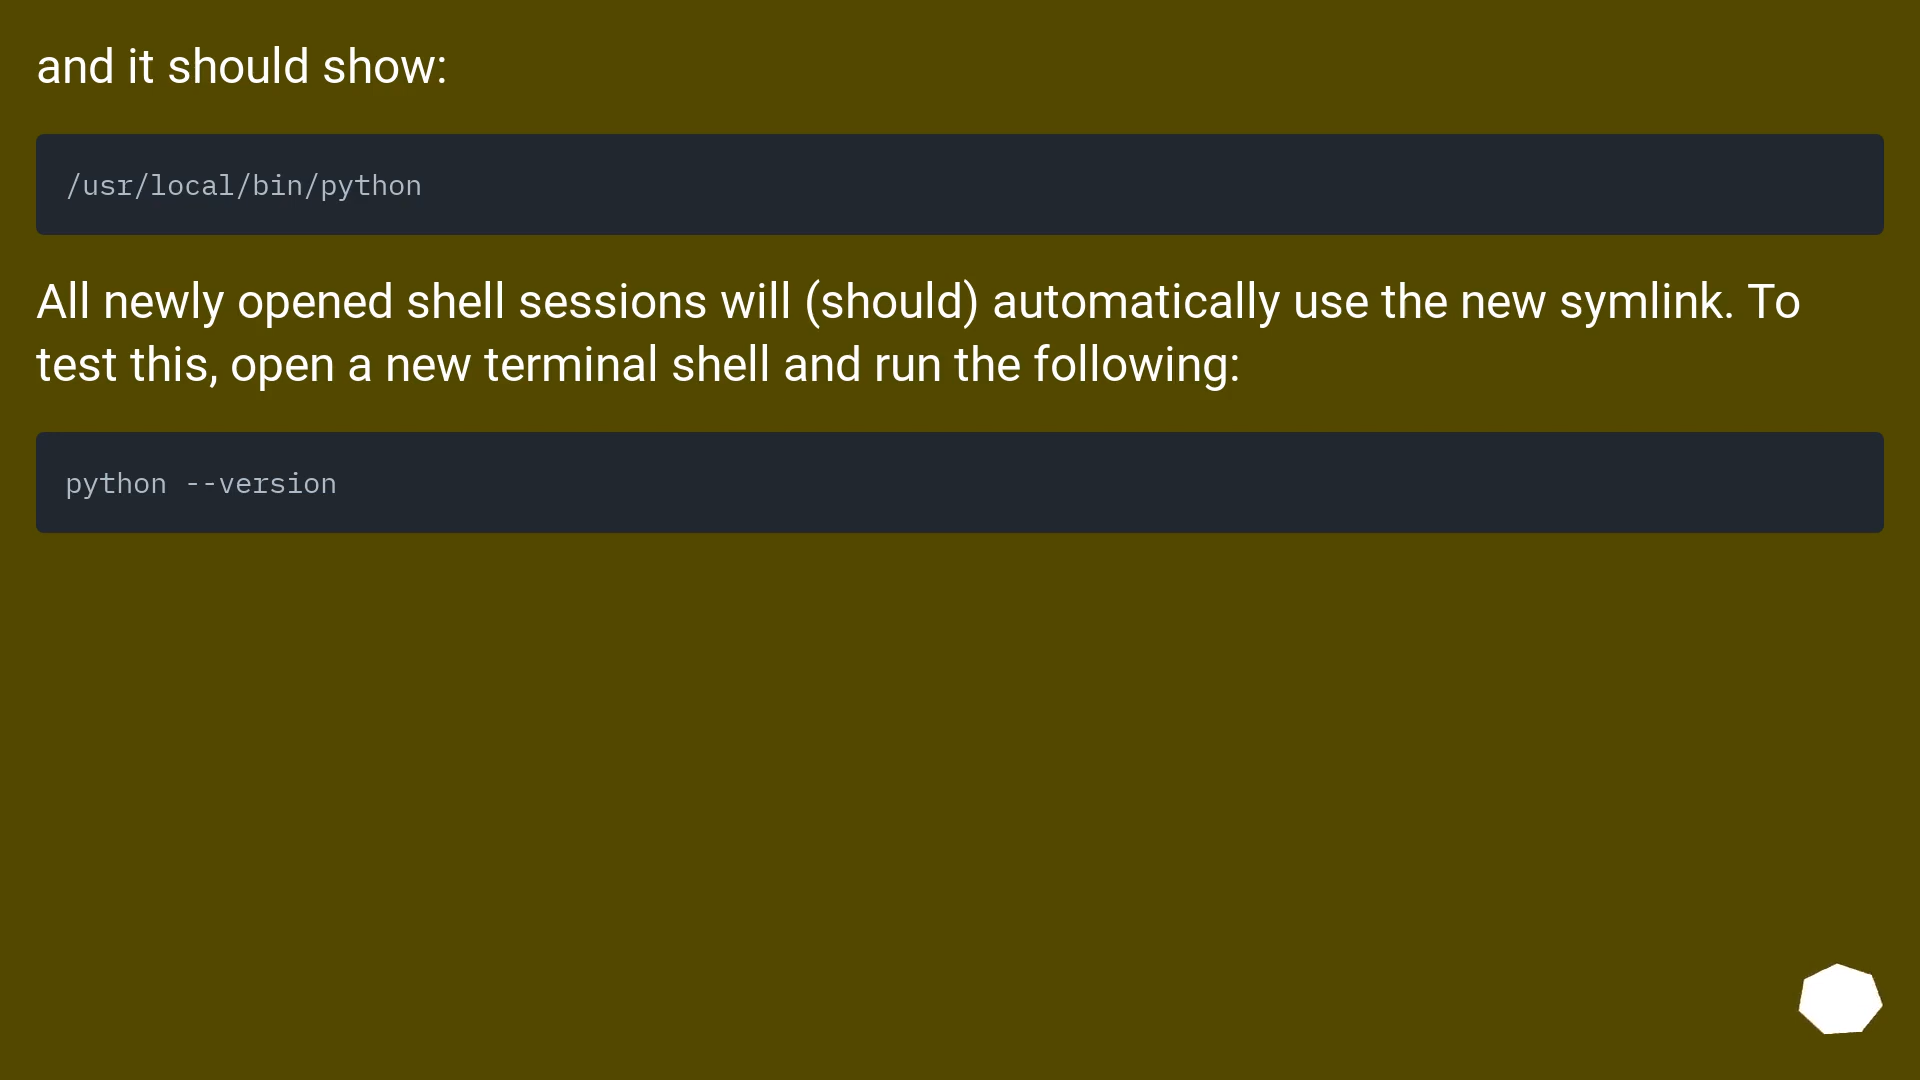 and it should show:
/usr/local/bin/python
All newly opened shell sessions will (should) automatically use the new symlink. To
test this, open a new terminal shell and run the following:
python --version